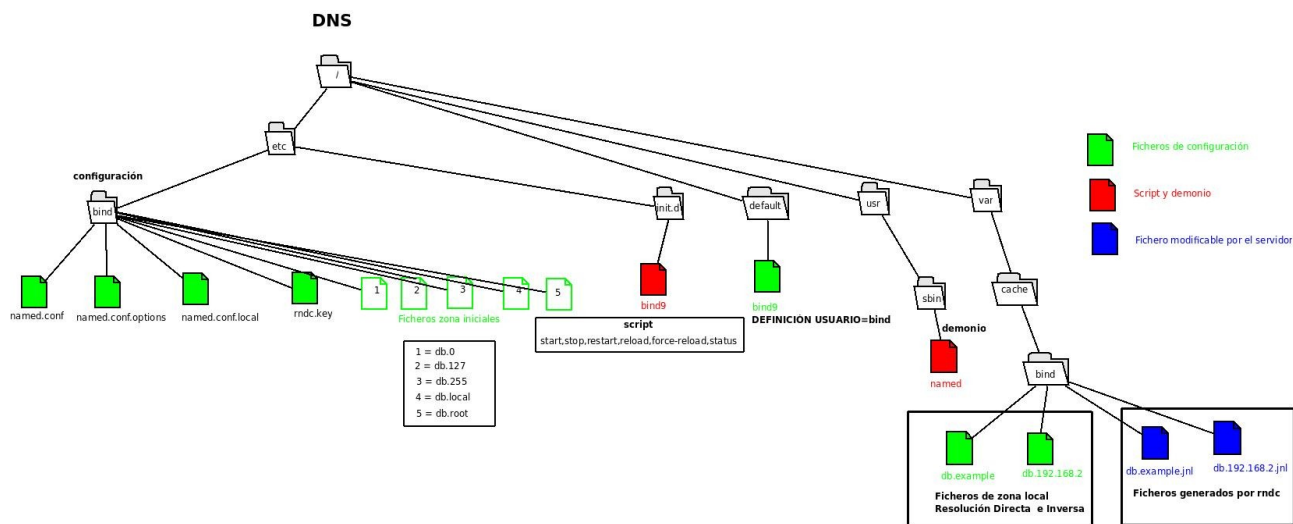 DNS
/
etc
configuración
bind
init.d
default
usr
var
Ficheros de configuración
Script y demonio
Fichero modificable por el servidor
named.conf
named.conf.options
named.conf.local
rndc.key
1
2
3
4
5
Ficheros zona iniciales
1 = db.0
2 = db.127
3 = db.255
4 = db.local
5 = db.root
bind9
script
start,stop,restart,reload,force-reload,status
bind9
DEFINICIÓN USUARIO=bind
sbin
demonio
named
cache
bind
db.example
db.192.168.2
Ficheros de zona local
Resolución Directa e Inversa
db.example.jnl
db.192.168.2.jnl
Ficheros generados por rndc